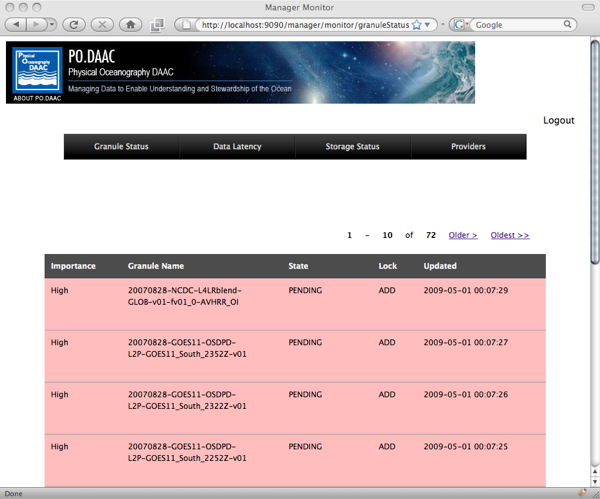 Manager Monitor
http://localhost:9090/manager/monitor/granuleStatus
Google
Physical
Oceanography
DAAC
ABOUT PO.DAAC
PO.DAAC
Physical Oceanography DAAC
Managing Data to Enable Understanding and Stewardship of the Ocean
Logout
Granule Status Data Latency Storage Status Providers
1 - 10 of 72 Older > Oldest >>
Importance Granule Name State Lock Updated
High 20070828-NCDC-L4LRblend- PENDING ADD 2009-05-01 00:07:29
GLOB-v01-fv01_0-AVHRR_OI
High 20070828-GOES11-OSDPD- PENDING ADD 2009-05-01 00:07:27
L2P-GOES11_South_2352Z-v01
High 20070828-GOES11-OSDPD- PENDING ADD 2009-05-01 00:07:26
L2P-GOES11_South_2322Z-v01
High 20070828-GOES11-OSDPD- PENDING ADD 2009-05-01 00:07:25
L2P-GOES11_South_2252Z-v01
Done